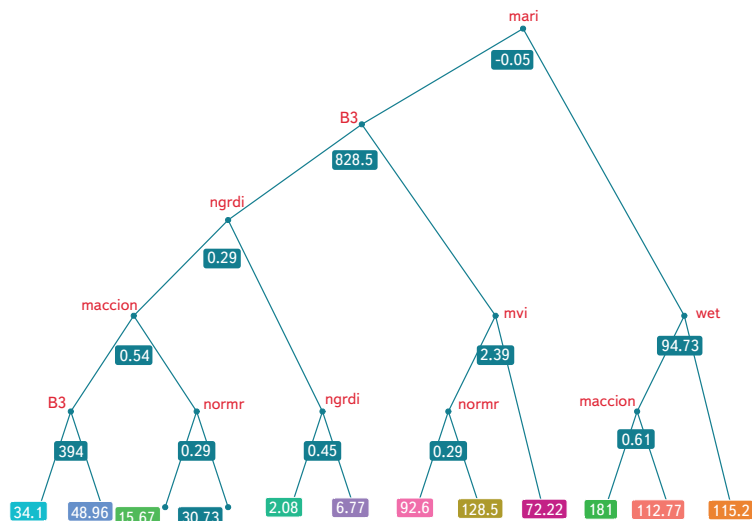 mari
-0.05
B3
828.5
ngrdi
0.29
maccion
mvi
wet
0.54
2.39
94.73
B3
normr
ngrdi
normr
maccion
394
0.29
0.45
0.29
0.61
34.1
48.96
15.67
30.73
2.08
6.77
92.6
128.5
72.22
181
112.77
115.2